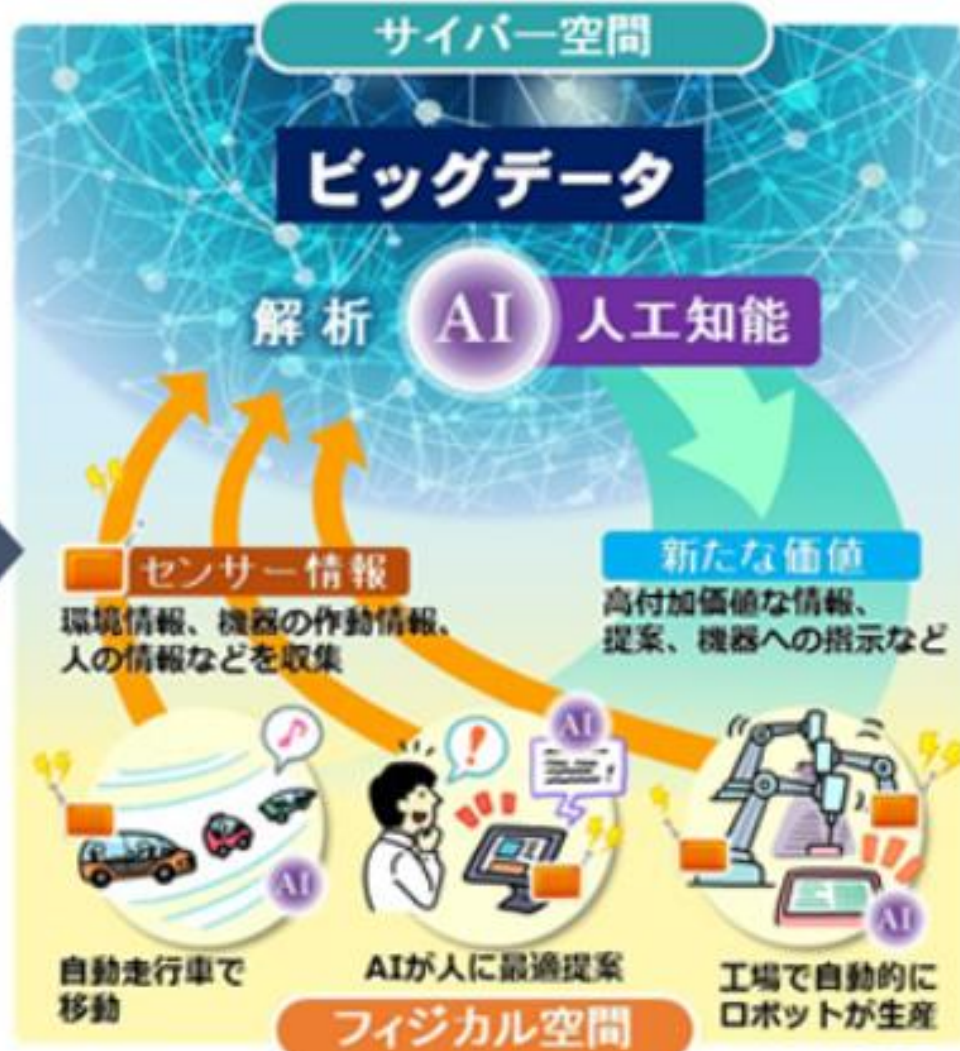 サイバー空間
ビッグデータ
解析
AI
人工知能
センサー情報
環境情報、機器の作動情報、
人の情報などを収集
新たな価値
高付加価値な情報、
提案、機器への指示など
AI
AI
AI
自動走行車で
移動
AIが人に最適提案
工場で自動的に
ロボットが生産
フィジカル空間